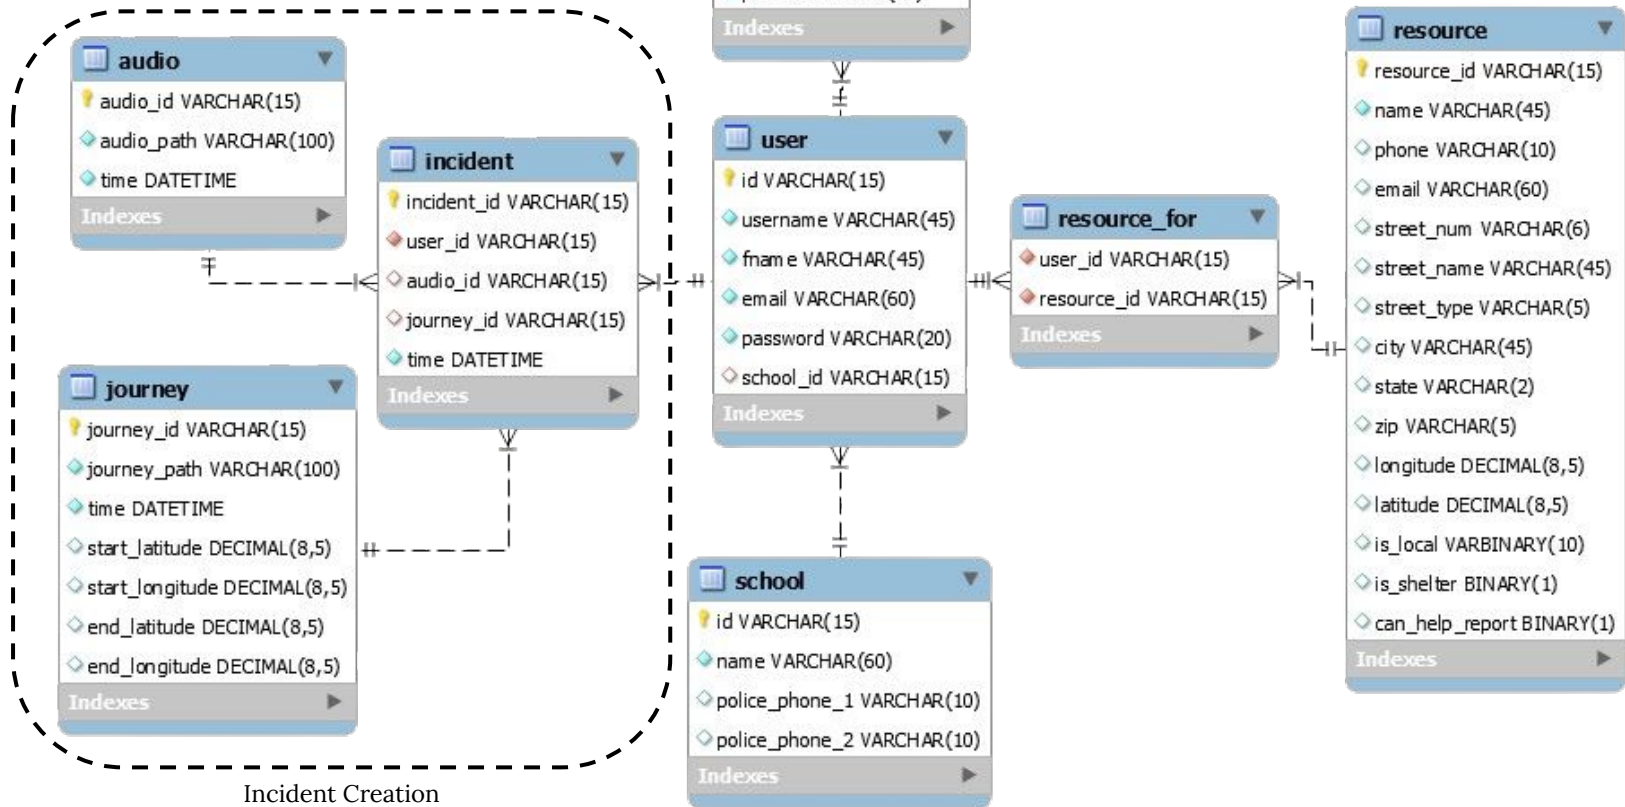 Indexes
audio
audio_id VARCHAR(15)
audio_path VARCHAR(100)
time DATETIME
Indexes
incident
incident_id VARCHAR(15)
user_id VARCHAR(15)
audio_id VARCHAR(15)
journey_id VARCHAR(15)
time DATETIME
Indexes
journey
journey_id VARCHAR(15)
journey_path VARCHAR(100)
time DATETIME
start_latitude DECIMAL(8,5)
start_longitude DECIMAL(8,5)
end_latitude DECIMAL(8,5)
end_longitude DECIMAL(8,5)
Indexes
Incident Creation
user
id VARCHAR(15)
username VARCHAR(45)
fname VARCHAR(45)
email VARCHAR(60)
password VARCHAR(20)
school_id VARCHAR(15)
Indexes
school
id VARCHAR(15)
name VARCHAR(60)
police_phone_1 VARCHAR(10)
police_phone_2 VARCHAR(10)
Indexes
resource_for
user_id VARCHAR(15)
resource_id VARCHAR(15)
Indexes
resource
resource_id VARCHAR(15)
name VARCHAR(45)
phone VARCHAR(10)
email VARCHAR(60)
street_num VARCHAR(6)
street_name VARCHAR(45)
street_type VARCHAR(5)
city VARCHAR(45)
state VARCHAR(2)
zip VARCHAR(5)
longitude DECIMAL(8,5)
latitude DECIMAL(8,5)
is_local VARBINARY(10)
is_shelter BINARY(1)
can_help_report BINARY(1)
Indexes